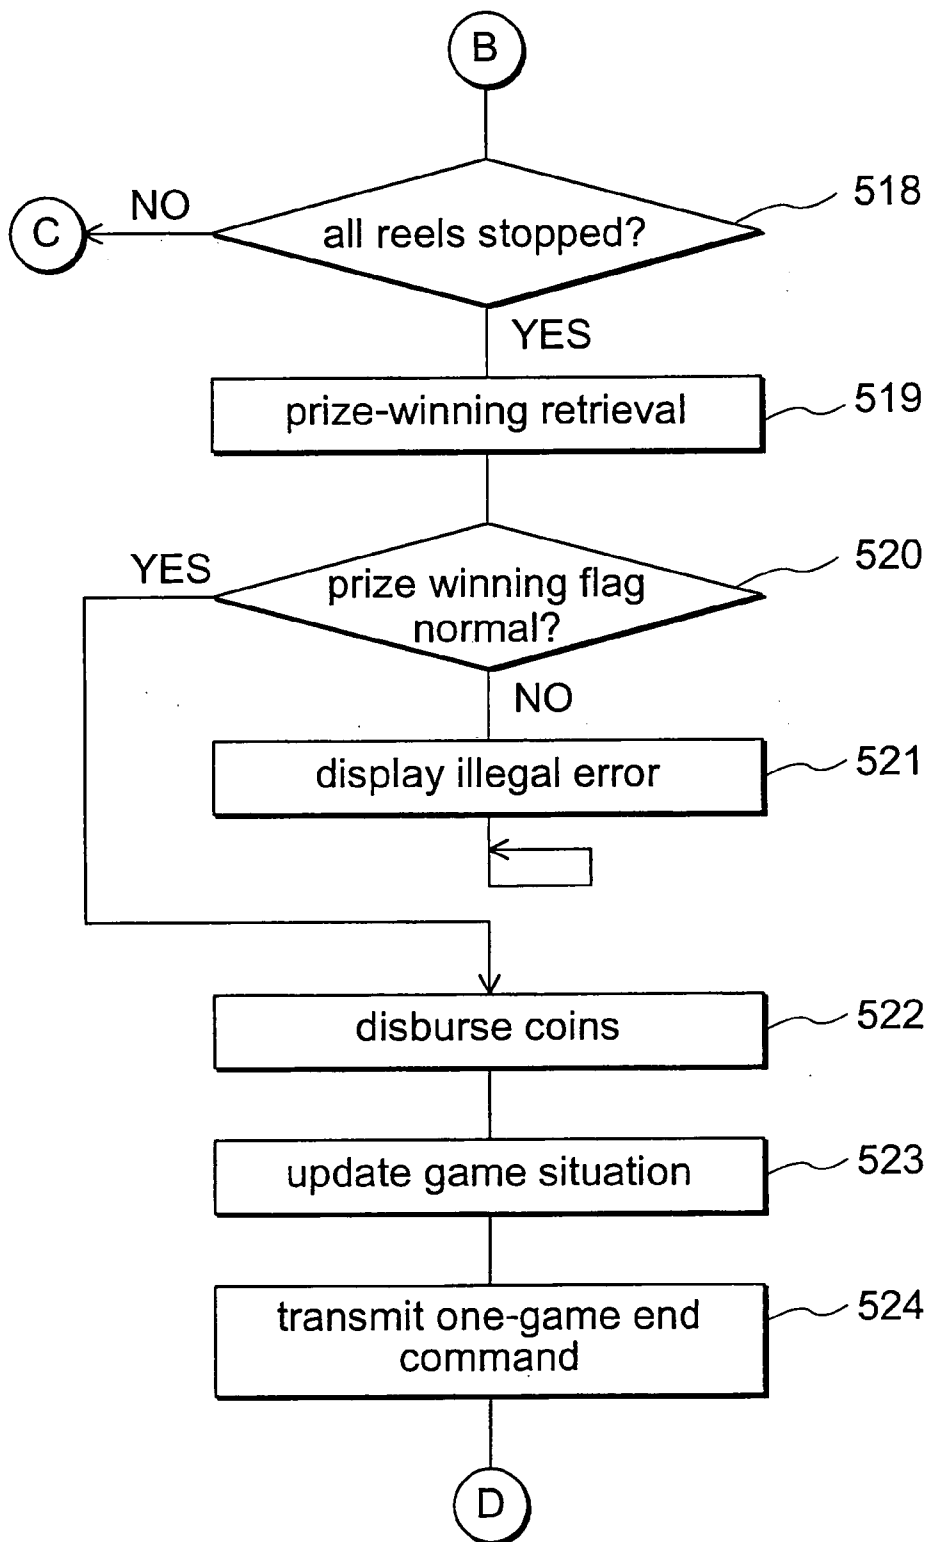 B
518
NO
C
all reels stopped?
YES
519
prize-winning retrieval
520
YES
prize winning flag
normal?
NO
521
display illegal error
522
disburse coins
523
update game situation
524
transmit one-game end
command
D